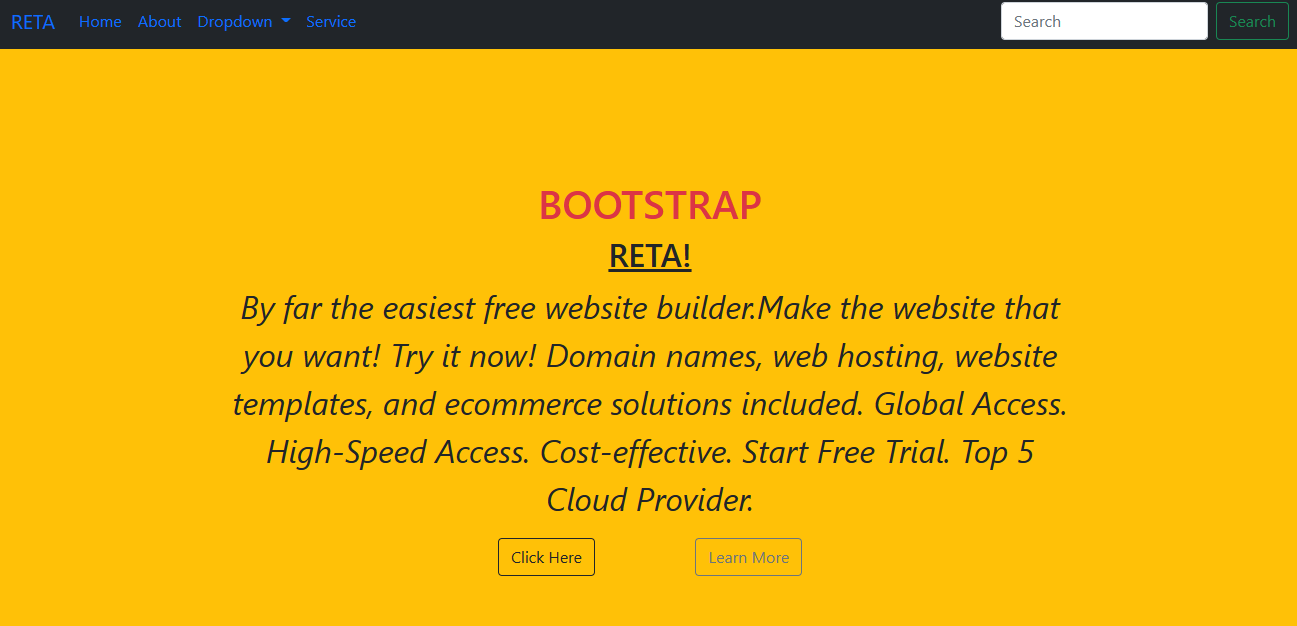 RETA Home About Dropdown Service Search Search
BOOTSTRAP
RETA!
By far the easiest free website builder.Make the website that
you want! Try it now! Domain names, web hosting, website
templates, and ecommerce solutions included. Global Access.
High-Speed Access. Cost-effective. Start Free Trial. Top 5
Cloud Provider.
Click Here Learn More